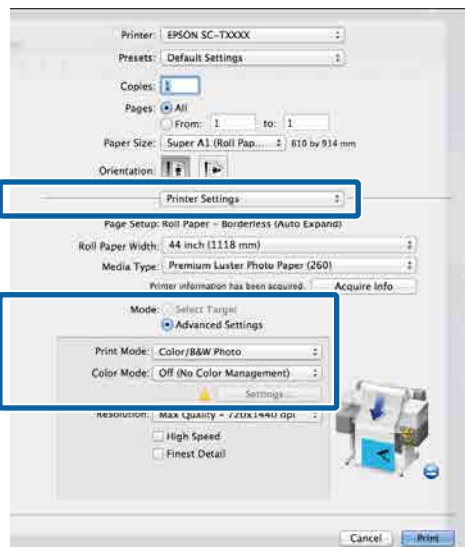 Printer: EPSON SC-TXXXX
Presets: Default Settings
Copies: 1
Pages: All
From: 1 to: 1
Paper Size: Super A1 (Roll Pap... 610 by 914 mm
Orientation:
Printer Settings
Page Setup: Roll Paper - Borderless (Auto Expand)
Roll Paper Width: 44 inch (1118 mm)
Media Type: Premium Luster Photo Paper (260)
Printer information has been acquired. Acquire Info
Mode: Select Target
Advanced Settings
Print Mode: Color/B&W Photo
Color Mode: Off (No Color Management)
Settings...
Resolution: Max Quality - 720x1440 dpi
High Speed
Finest Detail
Cancel Print